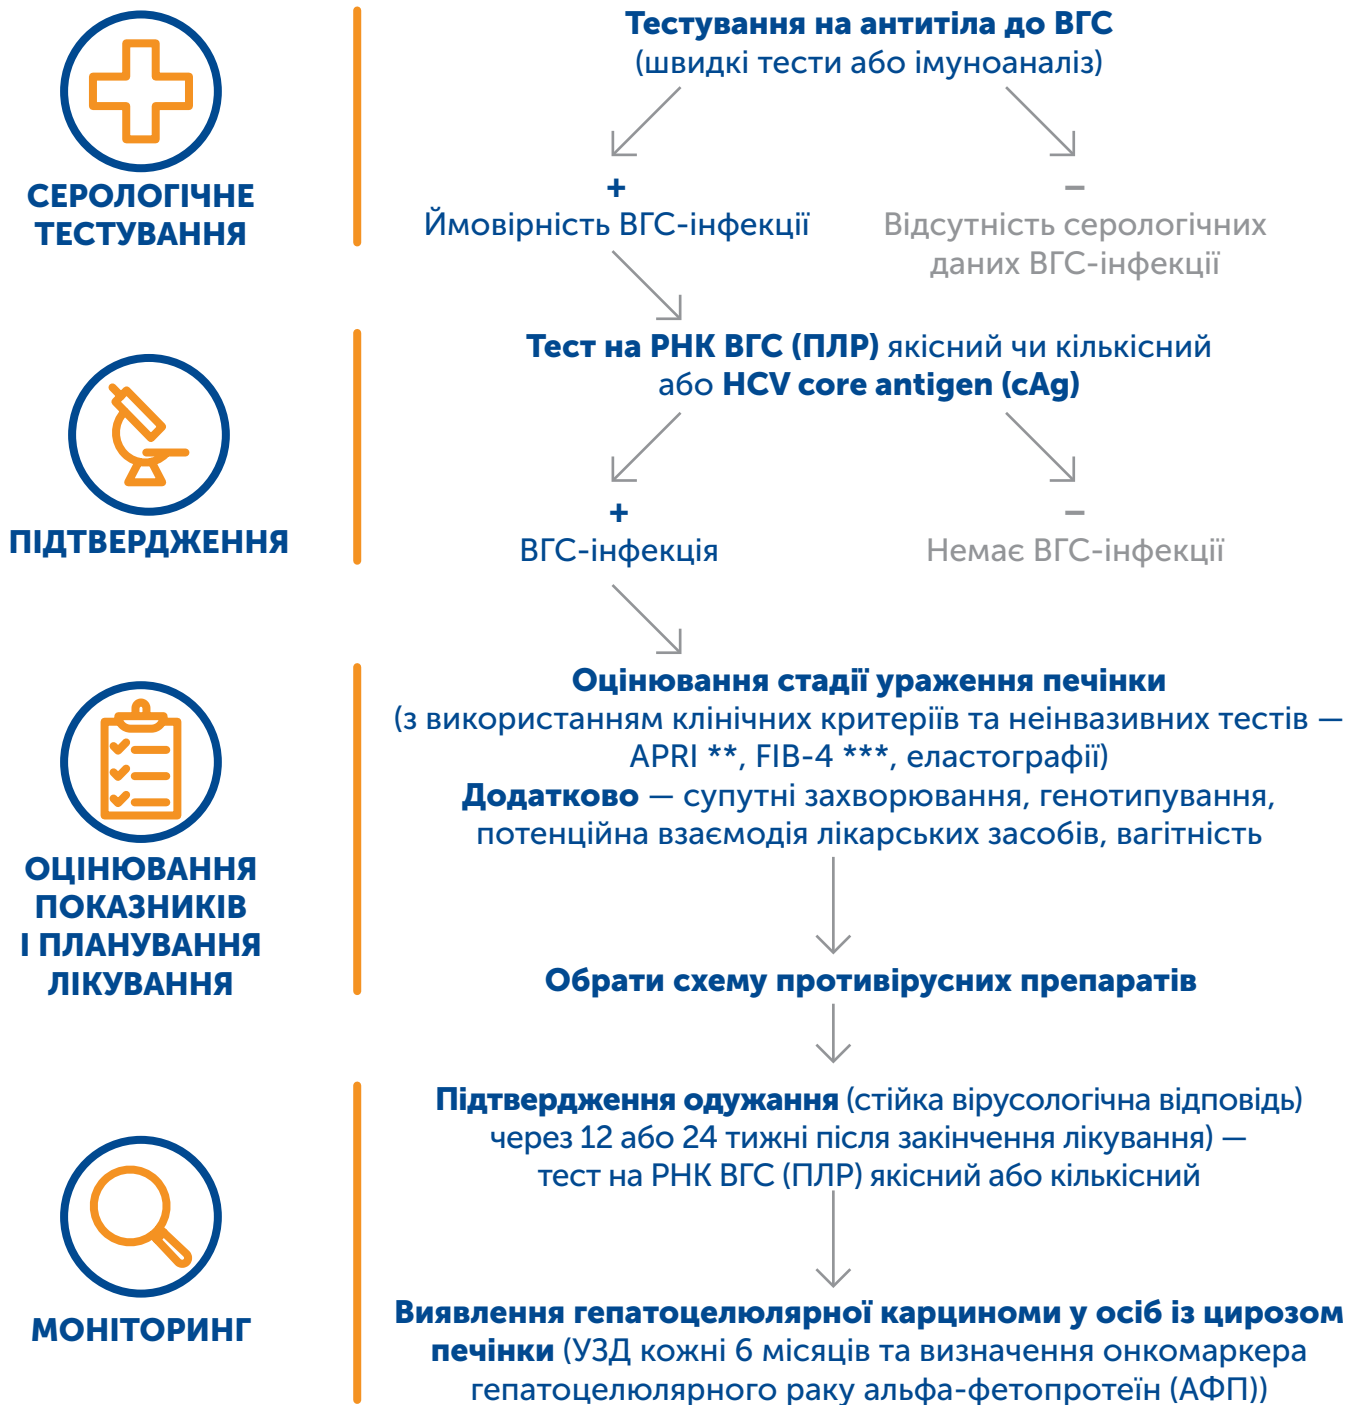 Тестування на антитіла до ВГС
(швидкі тести або імуноаналіз)
СЕРОЛОГІЧНЕ
ТЕСТУВАННЯ
+
Ймовірність ВГС-інфекції
–
Відсутність серологічних
даних ВГС-інфекції
Тест на РНК ВГС (ПЛР) якісний чи кількісний
або HCV core antigen (cAg)
ПІДТВЕРДЖЕННЯ
+
ВГС-інфекція
–
Немає ВГС-інфекції
Оцінювання стадії ураження печінки
(з використанням клінічних критеріїв та неінвазивних тестів —
APRI **, FIB-4 ***, еластографії)
Додатково — супутні захворювання, генотипування,
потенційна взаємодія лікарських засобів, вагітність
ОЦІНЮВАННЯ
ПОКАЗНИКІВ
І ПЛАНУВАННЯ
ЛІКУВАННЯ
Обрати схему противірусних препаратів
Підтвердження одужання (стійка вірусологічна відповідь)
через 12 або 24 тижні після закінчення лікування) —
тест на РНК ВГС (ПЛР) якісний або кількісний
МОНІТОРИНГ
Виявлення гепатоцелюлярної карциноми у осіб із цирозом
печінки (УЗД кожні 6 місяців та визначення онкомаркера
гепатоцелюлярного раку альфа-фетопротеїн (АФП))